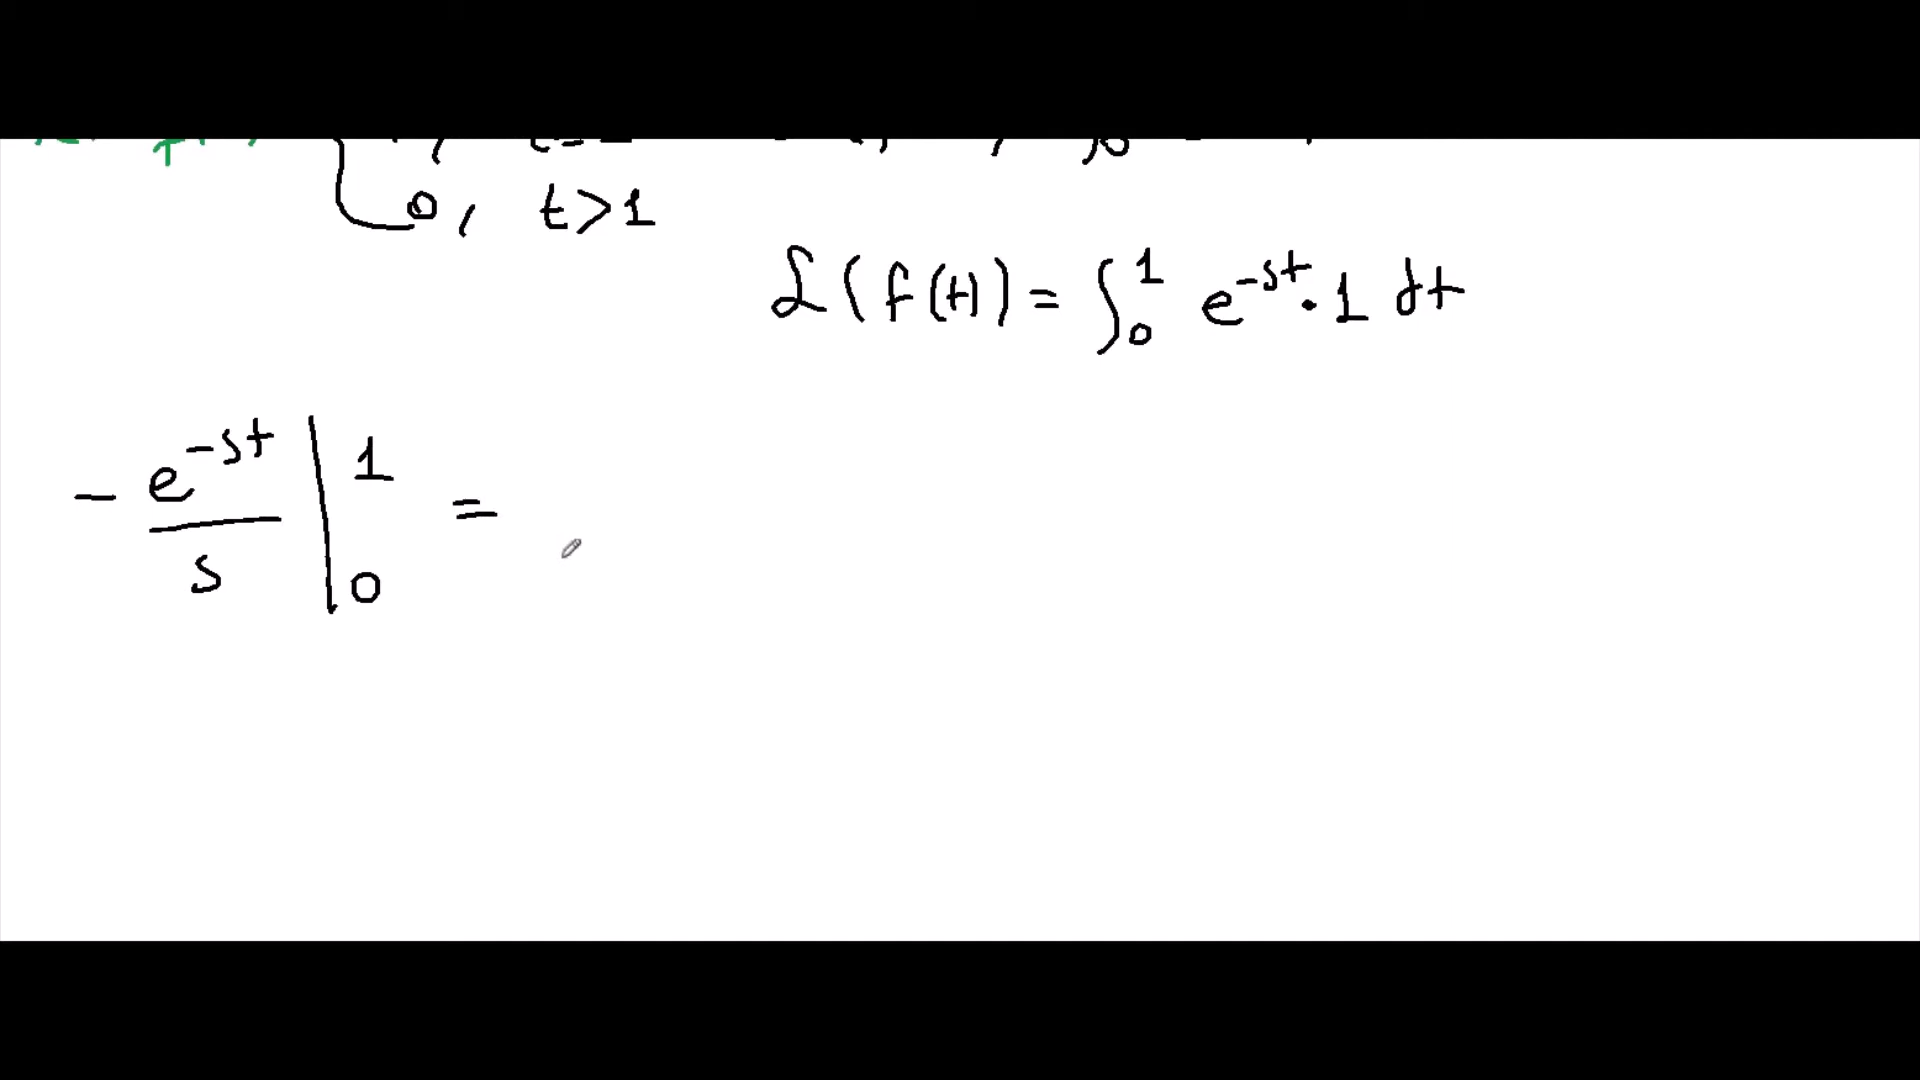 0, t>1
ℒ(f(t))=∫₀¹ e^{-st}·1 dt
-e^{-st}/s |₀¹ =